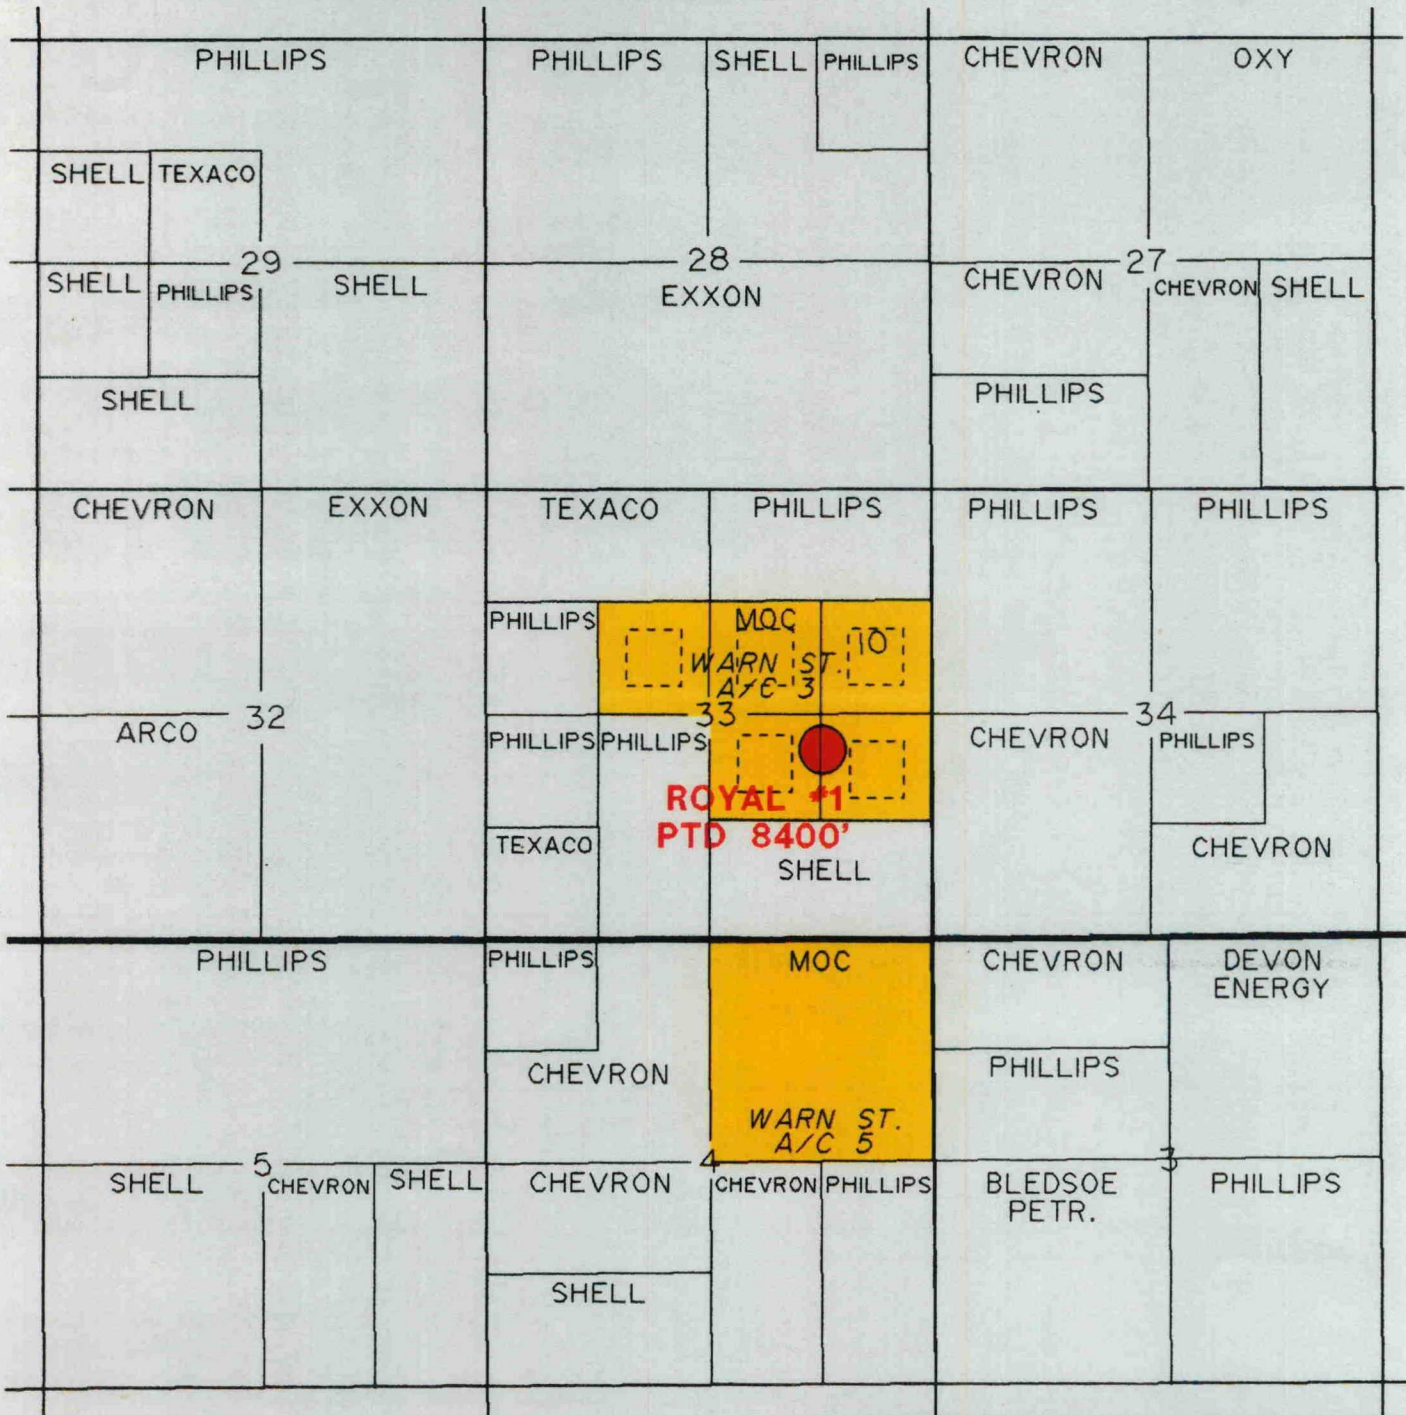 PHILLIPS
PHILLIPS
SHELL
PHILLIPS
CHEVRON
OXY
SHELL
TEXACO
29
28
27
SHELL
PHILLIPS
SHELL
EXXON
CHEVRON
CHEVRON
SHELL
SHELL
PHILLIPS
CHEVRON
EXXON
TEXACO
PHILLIPS
PHILLIPS
PHILLIPS
PHILLIPS
MOC
10
WARN ST.
A/C 3
32
33
34
ARCO
PHILLIPS
PHILLIPS
CHEVRON
PHILLIPS
ROYAL #1
PTD 8400'
TEXACO
SHELL
CHEVRON
PHILLIPS
PHILLIPS
MOC
CHEVRON
DEVON
ENERGY
CHEVRON
PHILLIPS
WARN ST.
A/C 5
5
4
3
SHELL
CHEVRON
SHELL
CHEVRON
CHEVRON
PHILLIPS
BLEDSOE
PETR.
PHILLIPS
SHELL